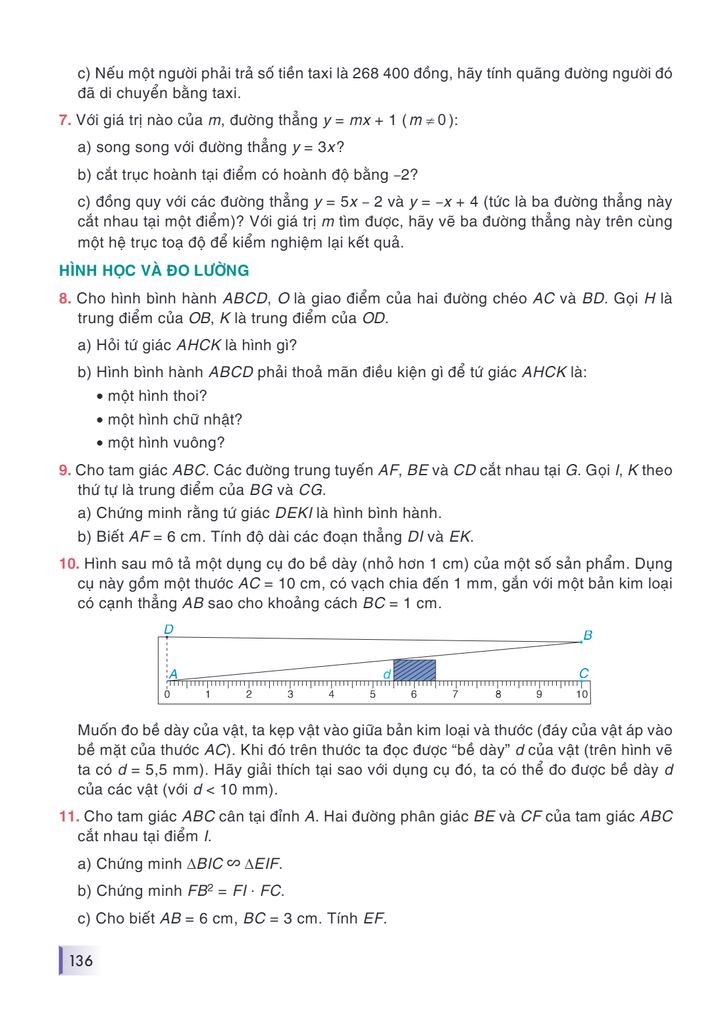 c) Nếu một người phải trả số tiền taxi là 268 400 đồng, hãy tính quãng đường người đó
đã di chuyển bằng taxi.
7. Với giá trị nào của m, đường thẳng y = mx + 1 ( m ≠ 0 ):
a) song song với đường thẳng y = 3x?
b) cắt trục hoành tại điểm có hoành độ bằng –2?
c) đồng quy với các đường thẳng y = 5x – 2 và y = –x + 4 (tức là ba đường thẳng này
cắt nhau tại một điểm)? Với giá trị m tìm được, hãy vẽ ba đường thẳng này trên cùng
một hệ trục toạ độ để kiểm nghiệm lại kết quả.
HÌNH HỌC VÀ ĐO LƯỜNG
8. Cho hình bình hành ABCD, O là giao điểm của hai đường chéo AC và BD. Gọi H là
trung điểm của OB, K là trung điểm của OD.
a) Hỏi tứ giác AHCK là hình gì?
b) Hình bình hành ABCD phải thoả mãn điều kiện gì để tứ giác AHCK là:
• một hình thoi?
• một hình chữ nhật?
• một hình vuông?
9. Cho tam giác ABC. Các đường trung tuyến AF, BE và CD cắt nhau tại G. Gọi I, K theo
thứ tự là trung điểm của BG và CG.
a) Chứng minh rằng tứ giác DEKI là hình bình hành.
b) Biết AF = 6 cm. Tính độ dài các đoạn thẳng DI và EK.
10. Hình sau mô tả một dụng cụ đo bề dày (nhỏ hơn 1 cm) của một số sản phẩm. Dụng
cụ này gồm một thước AC = 10 cm, có vạch chia đến 1 mm, gắn với một bản kim loại
có cạnh thẳng AB sao cho khoảng cách BC = 1 cm.
D
B
A
d
C
0 1 2 3 4 5 6 7 8 9 10
Muốn đo bề dày của vật, ta kẹp vật vào giữa bản kim loại và thước (đáy của vật áp vào
bề mặt của thước AC). Khi đó trên thước ta đọc được “bề dày” d của vật (trên hình vẽ
ta có d = 5,5 mm). Hãy giải thích tại sao với dụng cụ đó, ta có thể đo được bề dày d
của các vật (với d < 10 mm).
11. Cho tam giác ABC cân tại đỉnh A. Hai đường phân giác BE và CF của tam giác ABC
cắt nhau tại điểm I.
a) Chứng minh ∆BIC ∽ ∆EIF.
b) Chứng minh FB² = FI · FC.
c) Cho biết AB = 6 cm, BC = 3 cm. Tính EF.
136